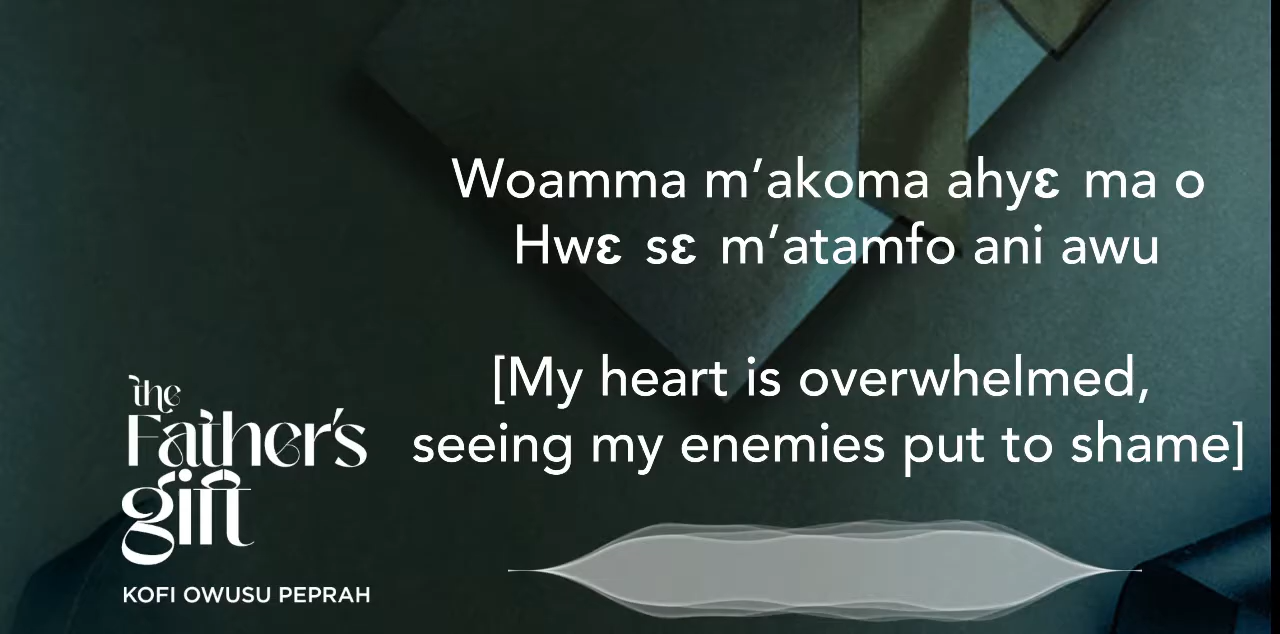 Woamma m’akoma ahyɛ ma o
Hwɛ sɛ m’atamfo ani awu
[My heart is overwhelmed,
seeing my enemies put to shame]
the
Father's
gift
KOFI OWUSU PEPRAH